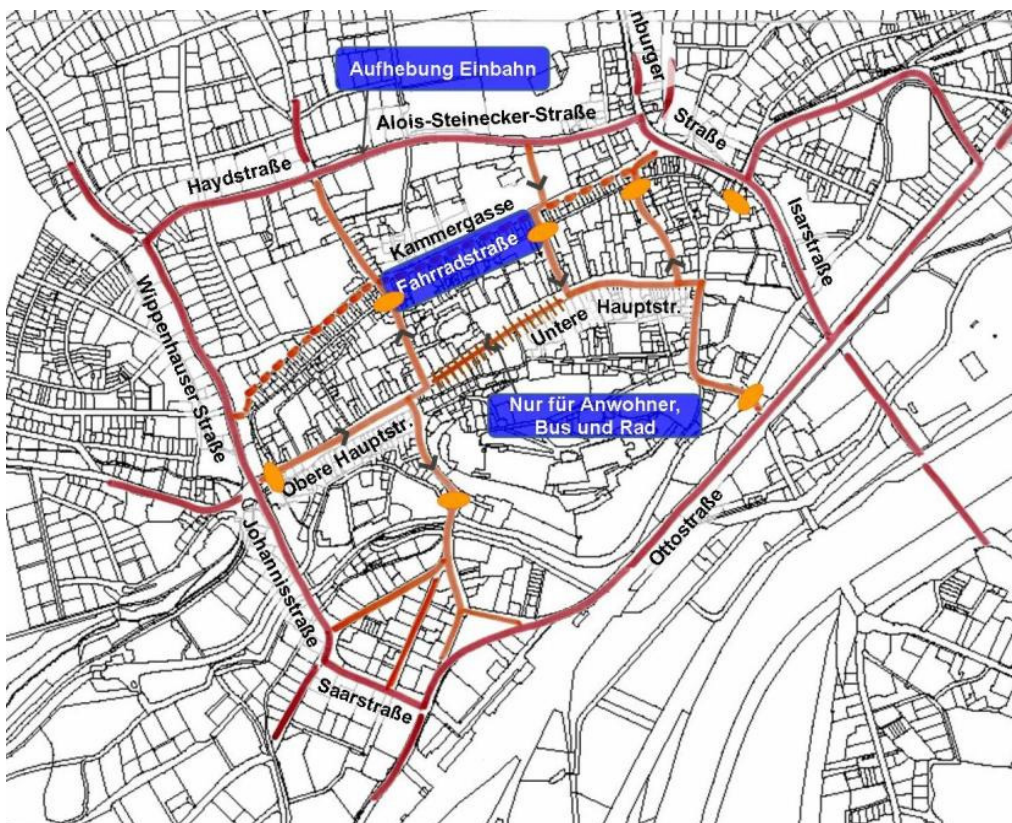 Aufhebung Einbahn
Alois-Steinecker-Straße
Straße
Haydstraße
Isarstraße
Kammergasse
Fahrradstraße
Wippenhauser Straße
Untere
Hauptstr.
Nur für Anwohner,
Bus und Rad
Obere Hauptstr.
Ottostraße
Johannisstraße
Saarstraße